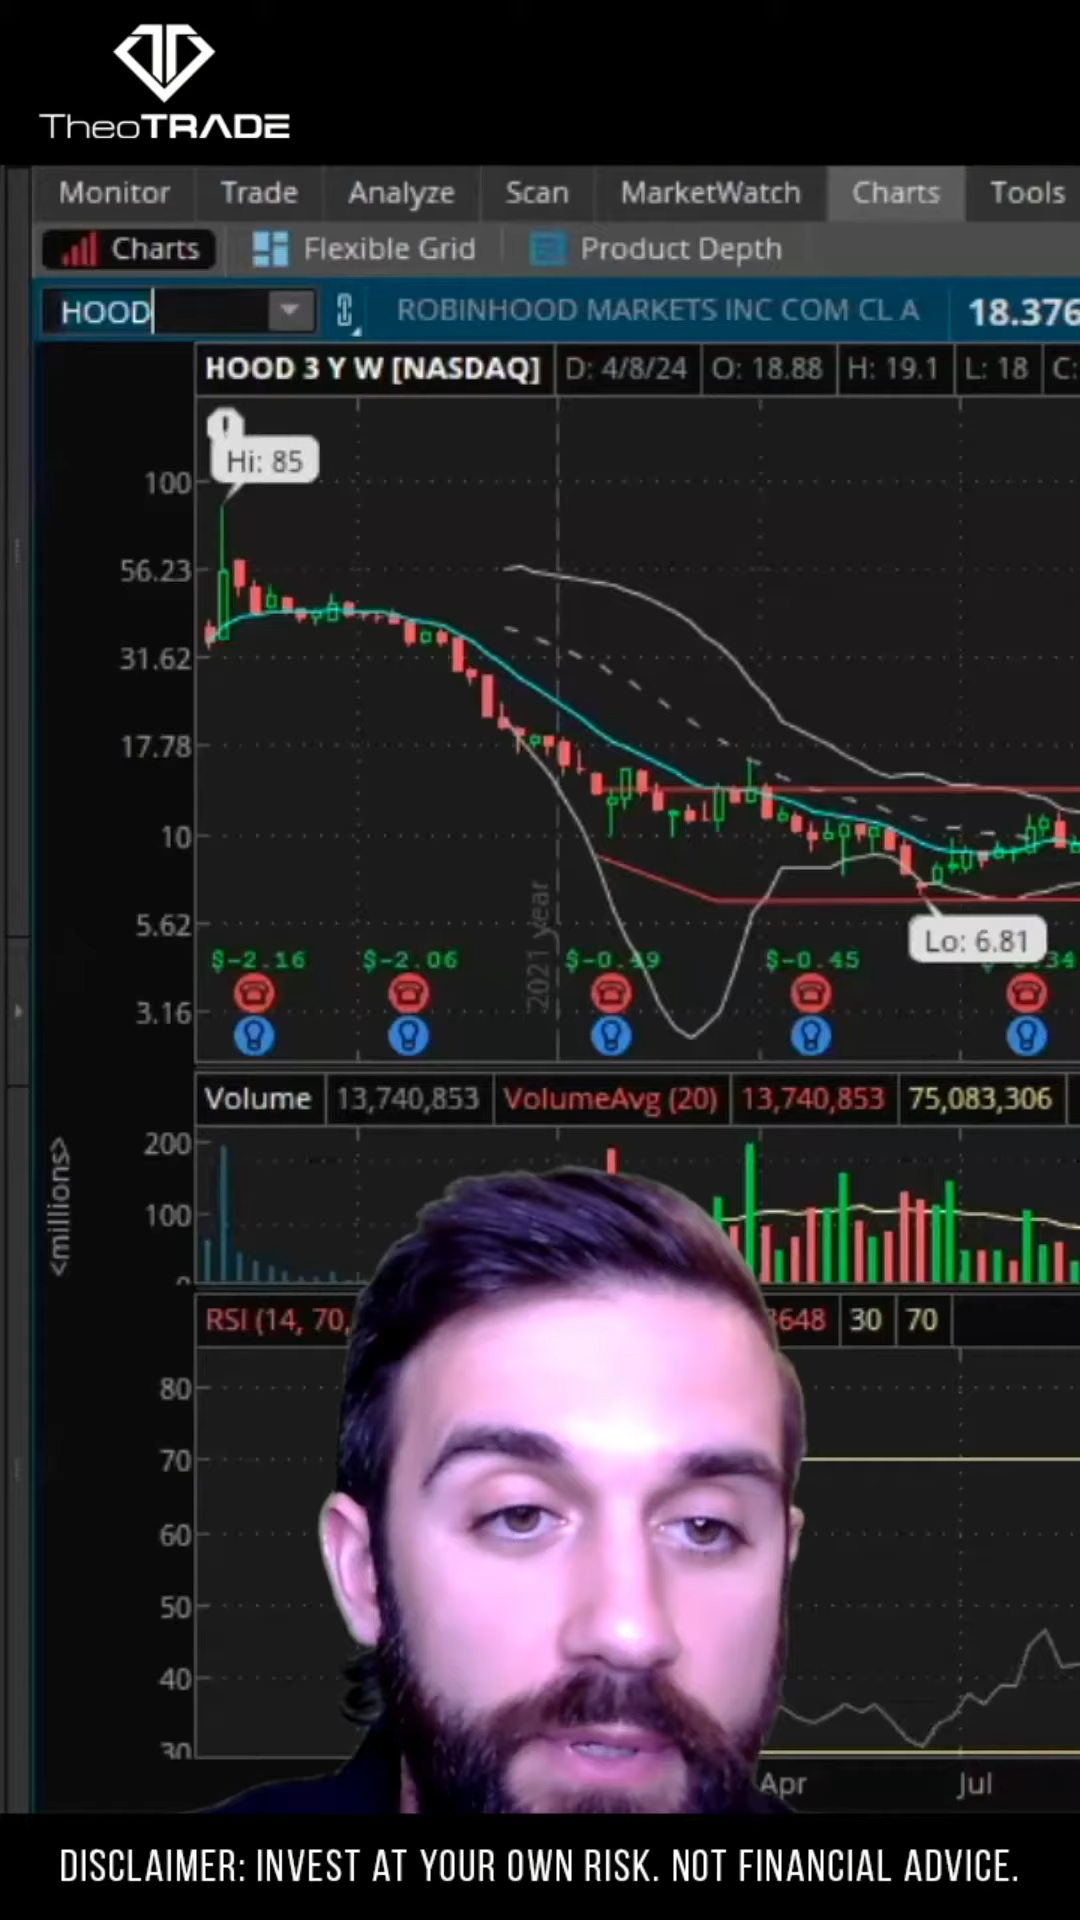 TheoTRADE
Monitor Trade Analyze Scan MarketWatch Charts Tools
Charts Flexible Grid Product Depth
HOOD ROBINHOOD MARKETS INC COM CL A 18.376
HOOD 3 Y W [NASDAQ] D: 4/8/24 O: 18.88 H: 19.1 L: 18 C:
Hi: 85
100
56.23
31.62
17.78
10
5.62
Lo: 6.81
$-2.16 $-2.06 $-0.49 $-0.45
2021 year
3.16
Volume 13,740,853 VolumeAvg (20) 13,740,853 75,083,306
<millions>
200
100
0
RSI (14, 70, 3648 30 70
80
70
60
50
40
30
Apr Jul
DISCLAIMER: INVEST AT YOUR OWN RISK. NOT FINANCIAL ADVICE.